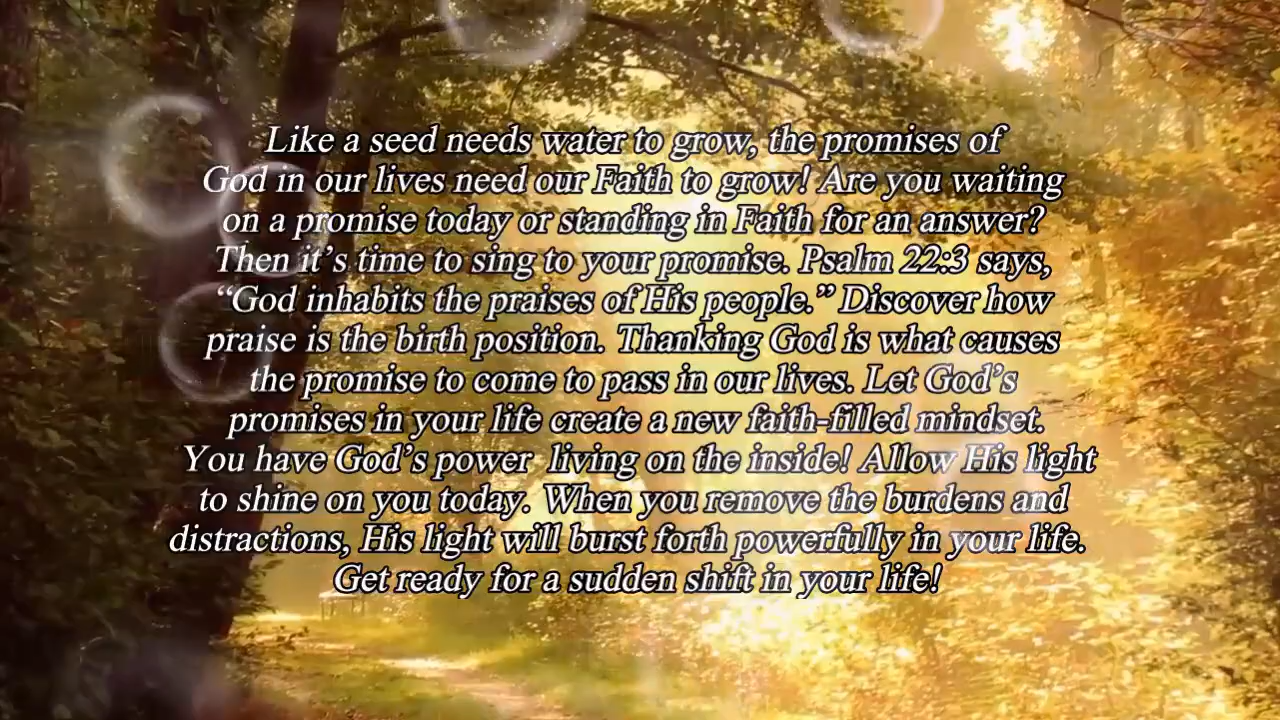 Like a seed needs water to grow, the promises of
God in our lives need our Faith to grow! Are you waiting
on a promise today or standing in Faith for an answer?
Then it’s time to sing to your promise. Psalm 22:3 says,
“God inhabits the praises of His people.” Discover how
praise is the birth position. Thanking God is what causes
the promise to come to pass in our lives. Let God’s
promises in your life create a new faith-filled mindset.
You have God’s power  living on the inside! Allow His light
to shine on you today. When you remove the burdens and
distractions, His light will burst forth powerfully in your life.
Get ready for a sudden shift in your life!